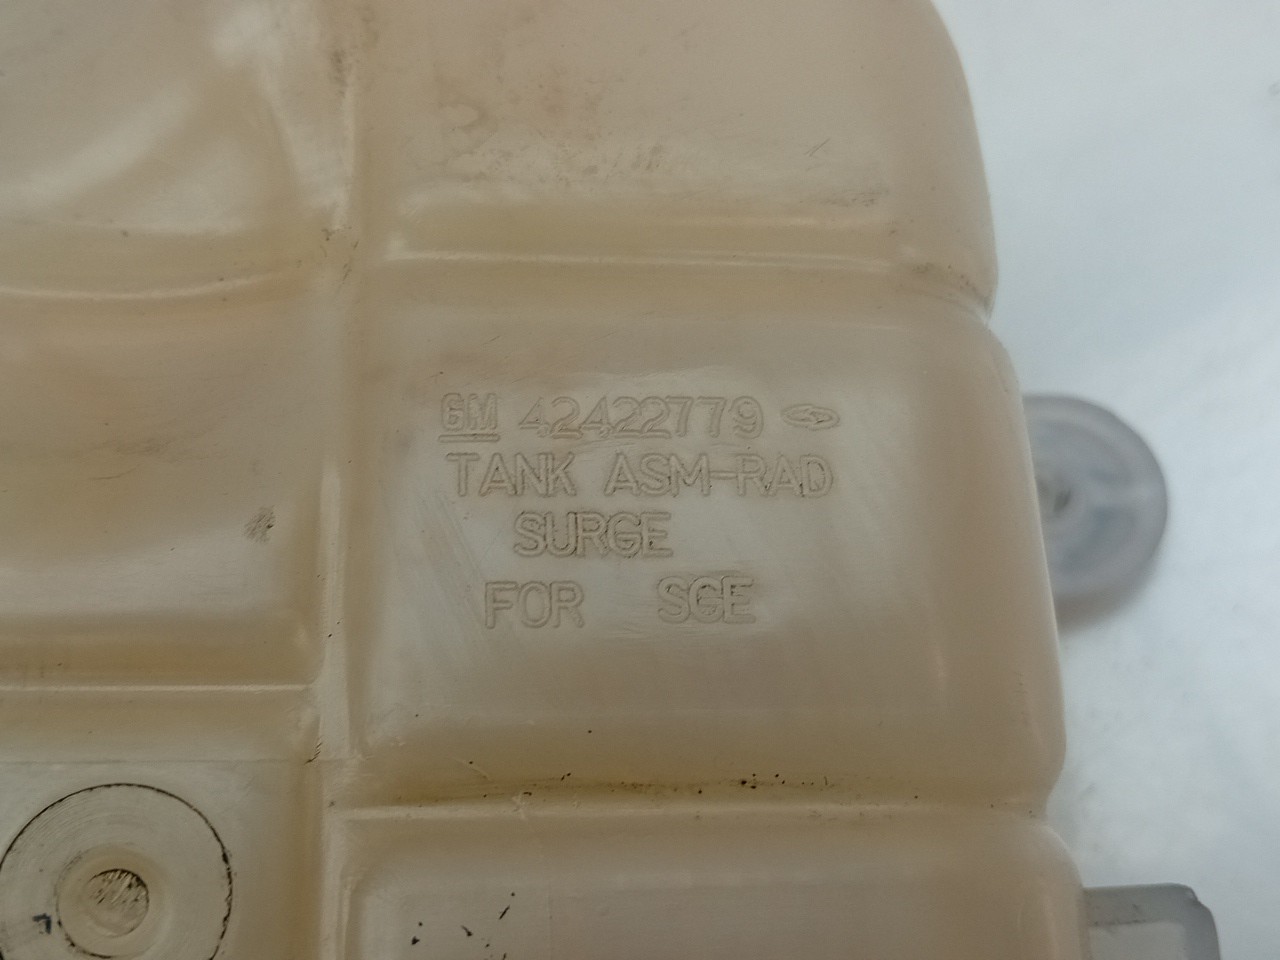 GM 42422779
TANK ASM-RAD
SURGE
FOR SGE